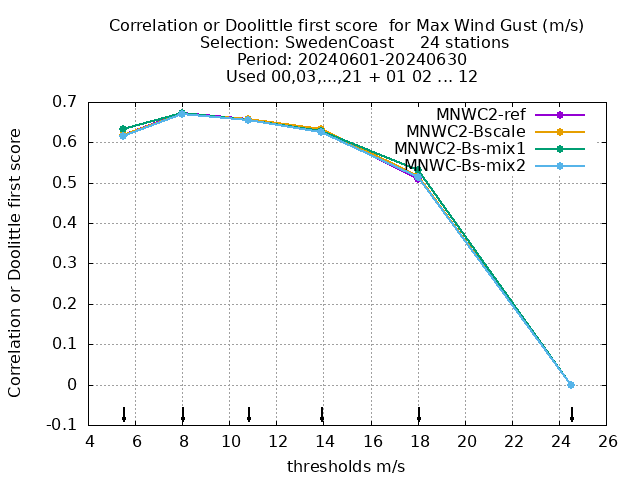 Correlation or Doolittle first score  for Max Wind Gust (m/s)
Selection: SwedenCoast     24 stations
Period: 20240601-20240630
Used 00,03,...,21 + 01 02 ... 12
Correlation or Doolittle first score
0.7
0.6
0.5
0.4
0.3
0.2
0.1
0
-0.1
MNWC2-ref
MNWC2-Bscale
MNWC2-Bs-mix1
MNWC-Bs-mix2
4 6 8 10 12 14 16 18 20 22 24 26
thresholds m/s